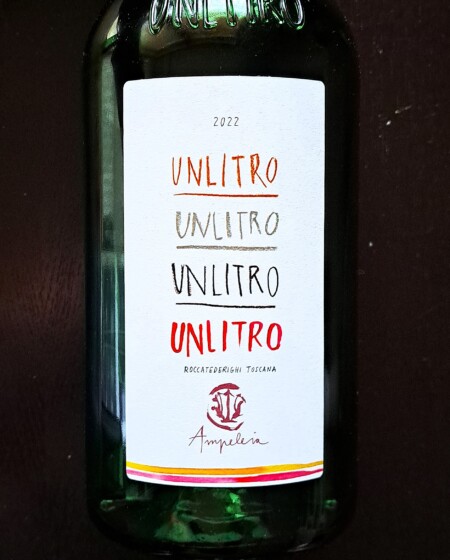 UNLITRO
2022
UNLITRO
UNLITRO
UNLITRO
UNLITRO
ROCCATEDERIGHI TOSCANA
Ampeleia